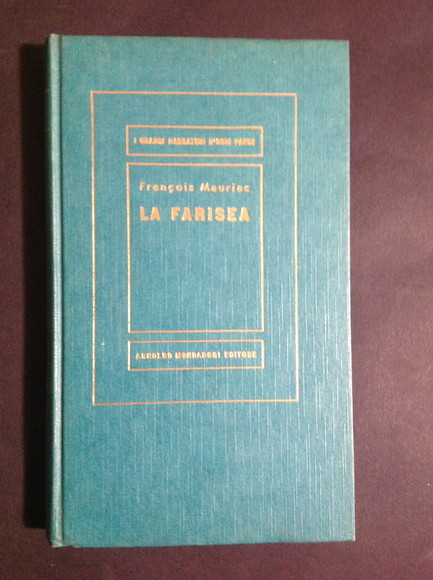 I GRANDI NARRATORI D'OGNI PAESE
François Mauriac
LA FARISEA
ARNOLDO MONDADORI EDITORE